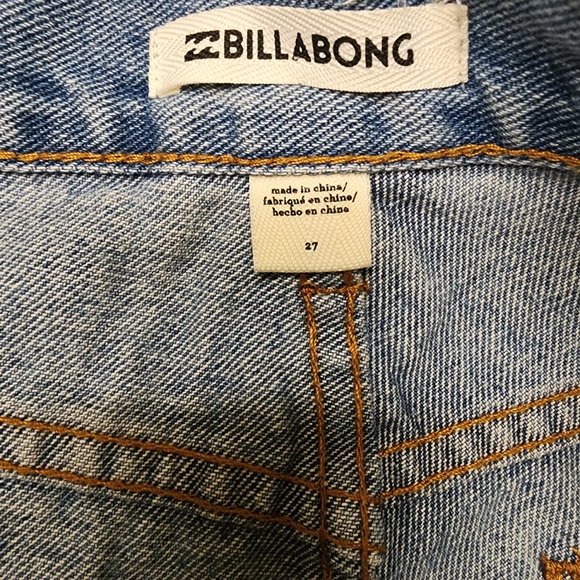 BILLABONG
made in china/
fabriqué en chine/
hecho en china
27